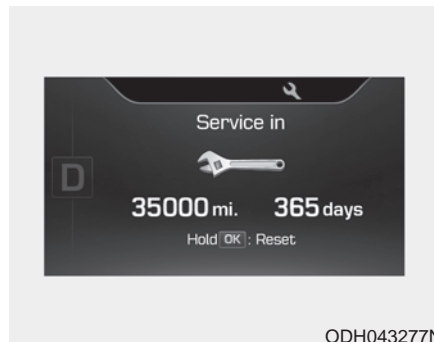 Service in
D
35000 mi. 365 days
Hold OK : Reset
ODH043277N